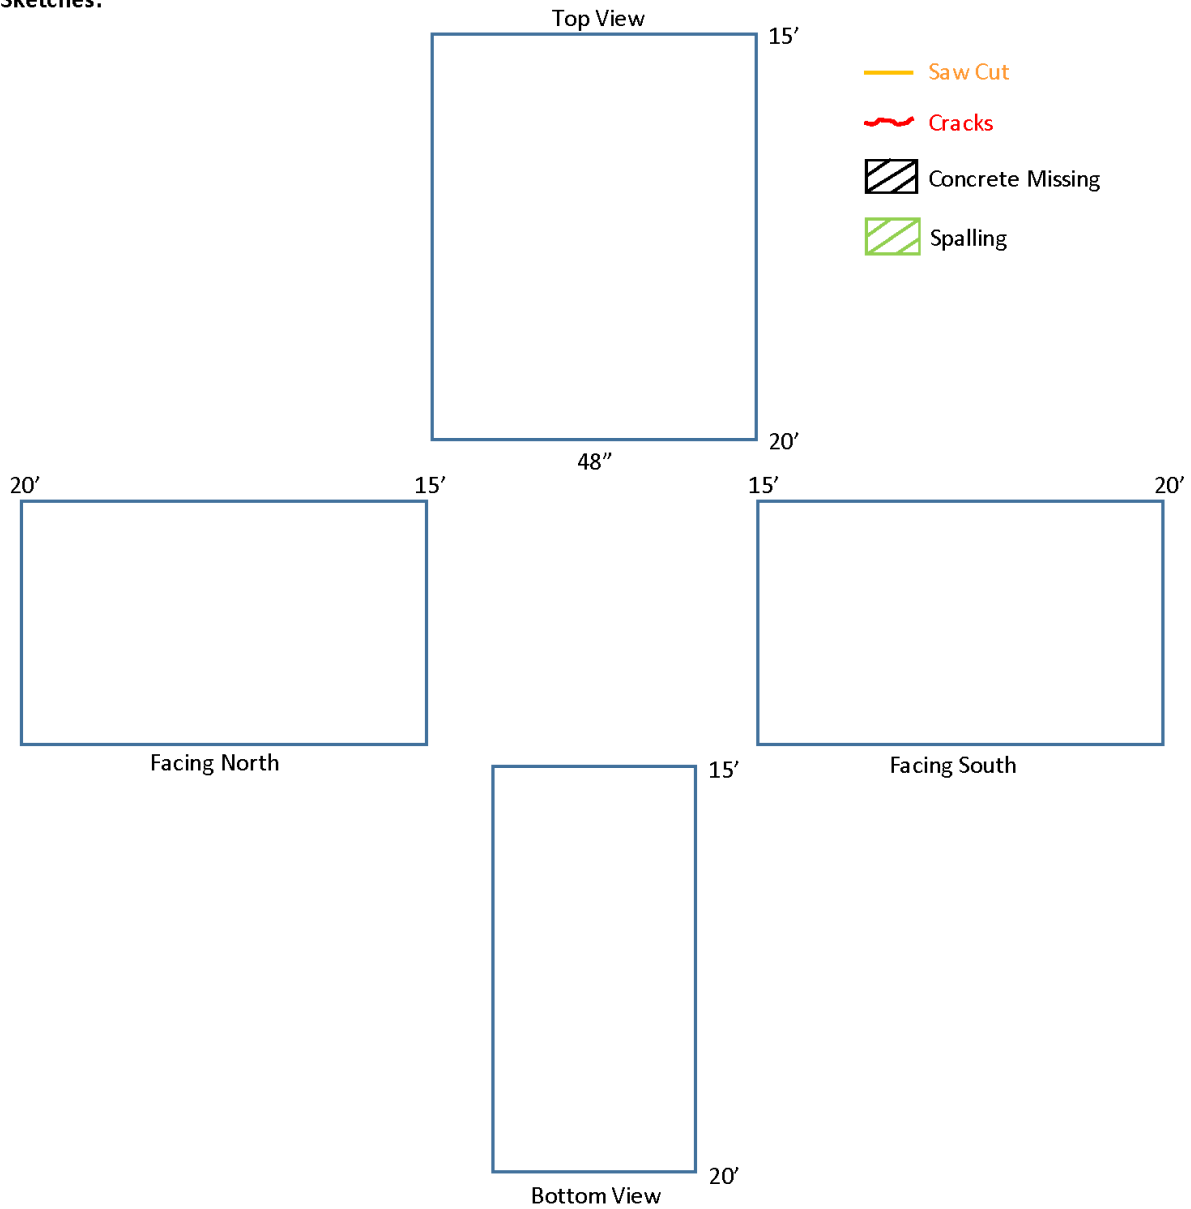 Sketches:
Top View
15’
Saw Cut
Cracks
Concrete Missing
Spalling
20’
48”
20’ 15’ 15’ 20’
Facing North
Facing South
15’
20’
Bottom View